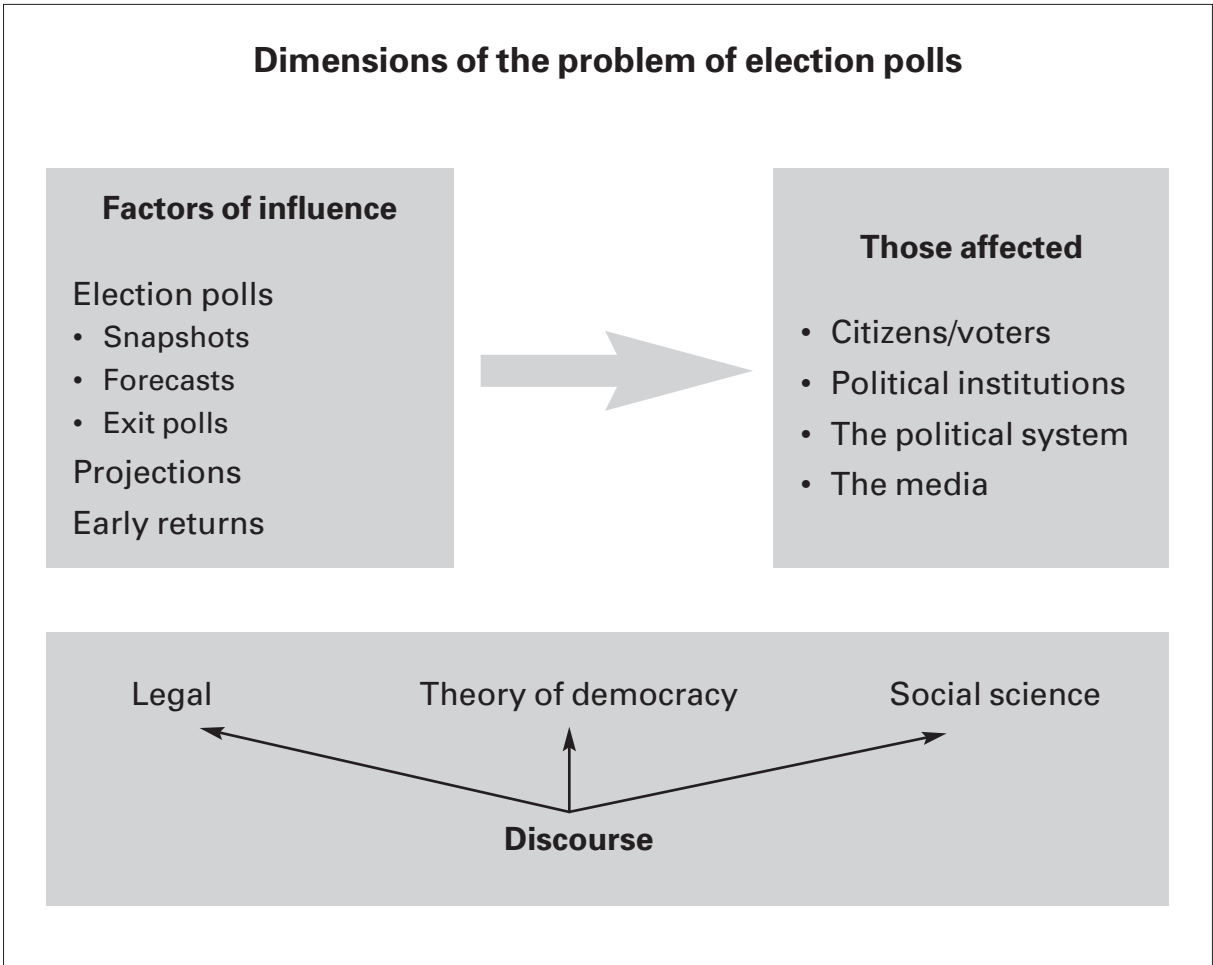 Dimensions of the problem of election polls
Factors of influence
Election polls
• Snapshots
• Forecasts
• Exit polls
Projections
Early returns
Those affected
• Citizens/voters
• Political institutions
• The political system
• The media
Legal
Theory of democracy
Social science
Discourse